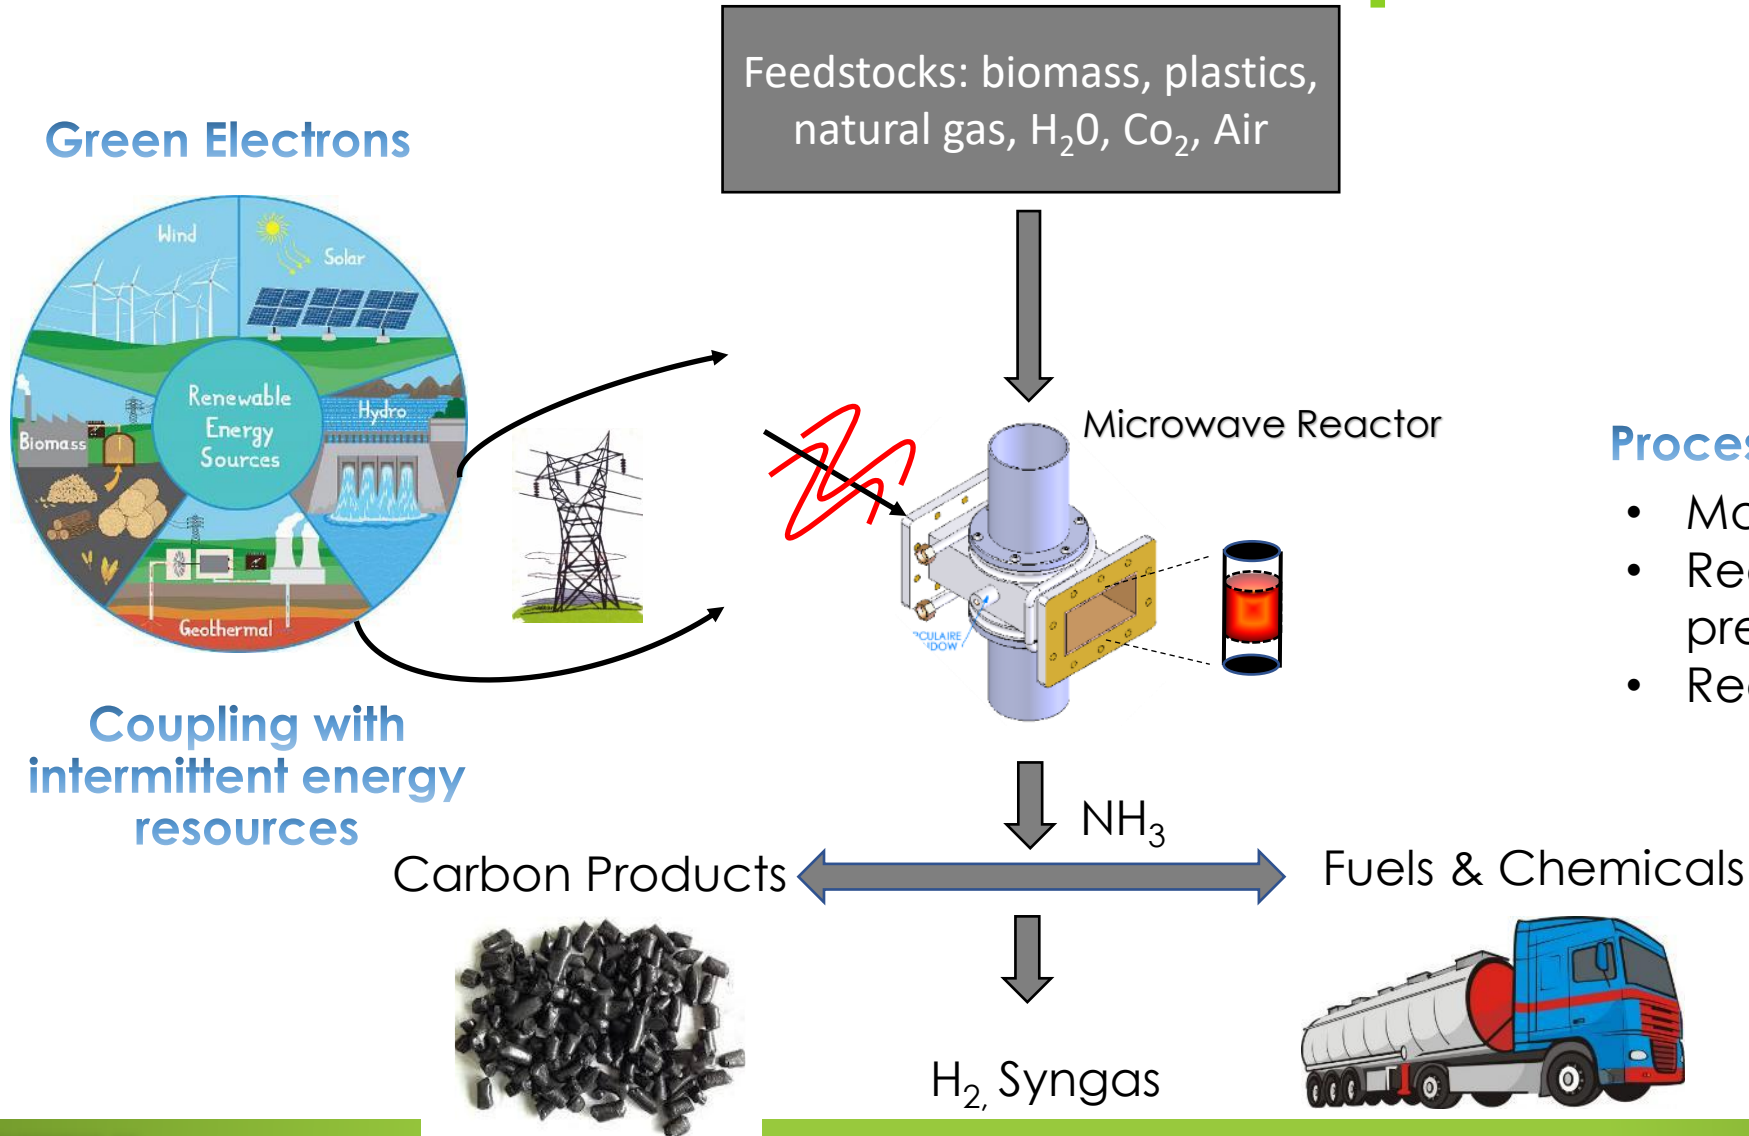 Feedstocks: biomass, plastics,
natural gas, H₂0, Co₂, Air
Green Electrons
Wind
Solar
Renewable
Energy
Sources
Hydro
Biomass
Geothermal
Microwave Reactor
Coupling with
intermittent energy
resources
NH₃
Carbon Products
Fuels & Chemicals
H₂, Syngas